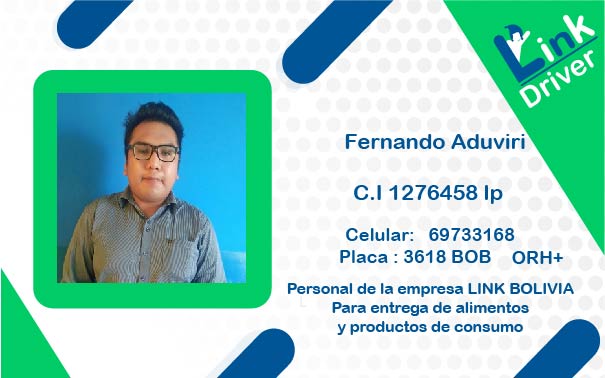 Link
Driver
Fernando Aduviri
C.I 1276458 lp
Celular: 69733168
Placa : 3618 BOB ORH+
Personal de la empresa LINK BOLIVIA
Para entrega de alimentos
y productos de consumo